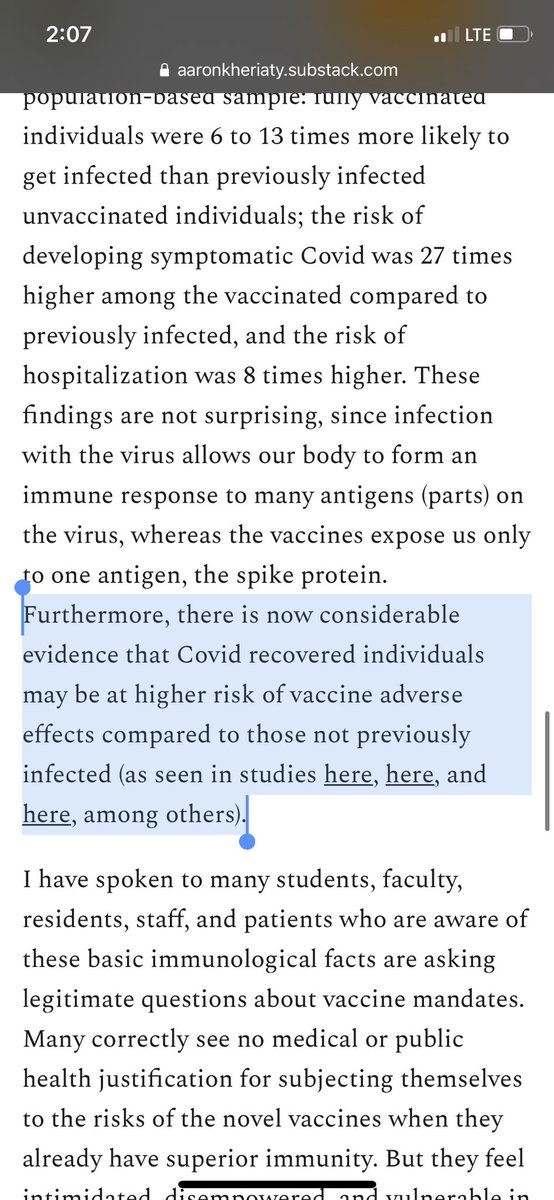 2:07
LTE
aaronkheriaty.substack.com
population-based sample: fully vaccinated
individuals were 6 to 13 times more likely to
get infected than previously infected
unvaccinated individuals; the risk of
developing symptomatic Covid was 27 times
higher among the vaccinated compared to
previously infected, and the risk of
hospitalization was 8 times higher. These
findings are not surprising, since infection
with the virus allows our body to form an
immune response to many antigens (parts) on
the virus, whereas the vaccines expose us only
to one antigen, the spike protein.
Furthermore, there is now considerable
evidence that Covid recovered individuals
may be at higher risk of vaccine adverse
effects compared to those not previously
infected (as seen in studies here, here, and
here, among others).
I have spoken to many students, faculty,
residents, staff, and patients who are aware of
these basic immunological facts are asking
legitimate questions about vaccine mandates.
Many correctly see no medical or public
health justification for subjecting themselves
to the risks of the novel vaccines when they
already have superior immunity. But they feel
intimidated, disempowered, and vulnerable in